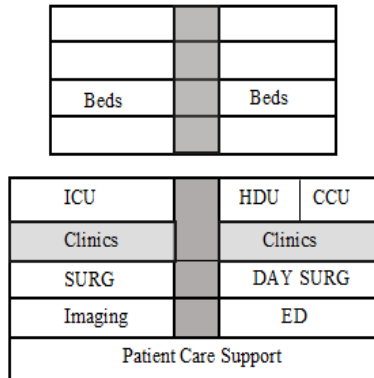 Beds Beds
ICU HDU CCU
Clinics Clinics
SURG DAY SURG
Imaging ED
Patient Care Support